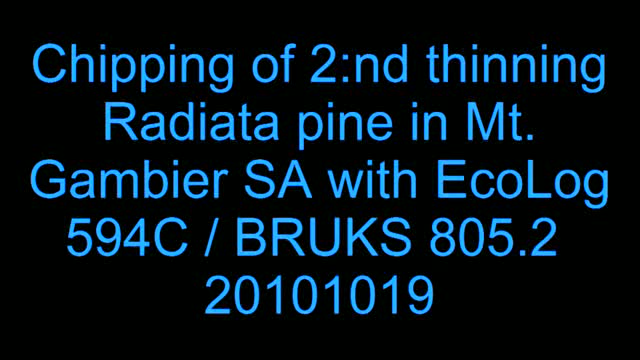 Chipping of 2:nd thinning
Radiata pine in Mt.
Gambier SA with EcoLog
594C / BRUKS 805.2
20101019